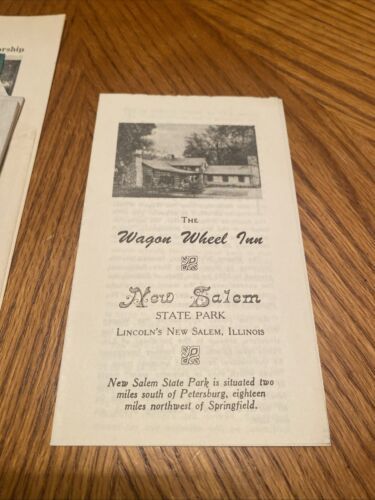 orship
The
Wagon Wheel Inn
New Salem
STATE PARK
Lincoln's New Salem, Illinois
New Salem State Park is situated two
miles south of Petersburg, eighteen
miles northwest of Springfield.